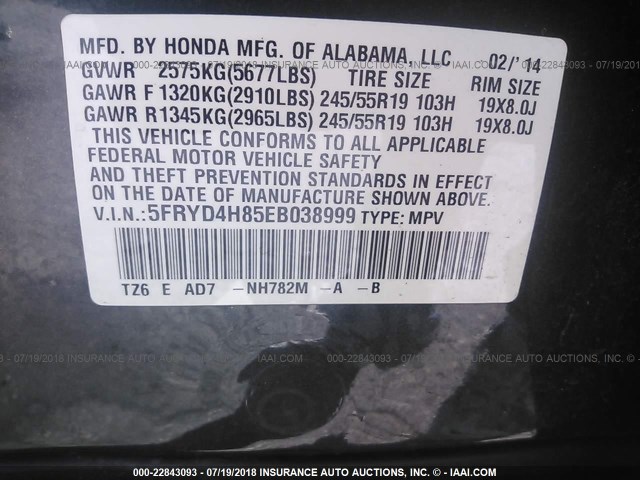 MFD. BY HONDA MFG. OF ALABAMA, LLC 02/'14
GVWR 2575KG(5677LBS) TIRE SIZE RIM SIZE
GAWR F 1320KG(2910LBS) 245/55R19 103H 19X8.0J
GAWR R1345KG(2965LBS) 245/55R19 103H 19X8.0J
THIS VEHICLE CONFORMS TO ALL APPLICABLE
FEDERAL MOTOR VEHICLE SAFETY
AND THEFT PREVENTION STANDARDS IN EFFECT
ON THE DATE OF MANUFACTURE SHOWN ABOVE.
V.I.N.:5FRYD4H85EB038999 TYPE: MPV
TZ6 E AD7 -NH782M -A -B
000-22843093 - 07/19/2018 INSURANCE AUTO AUCTIONS, INC. - © - IAAI.COM